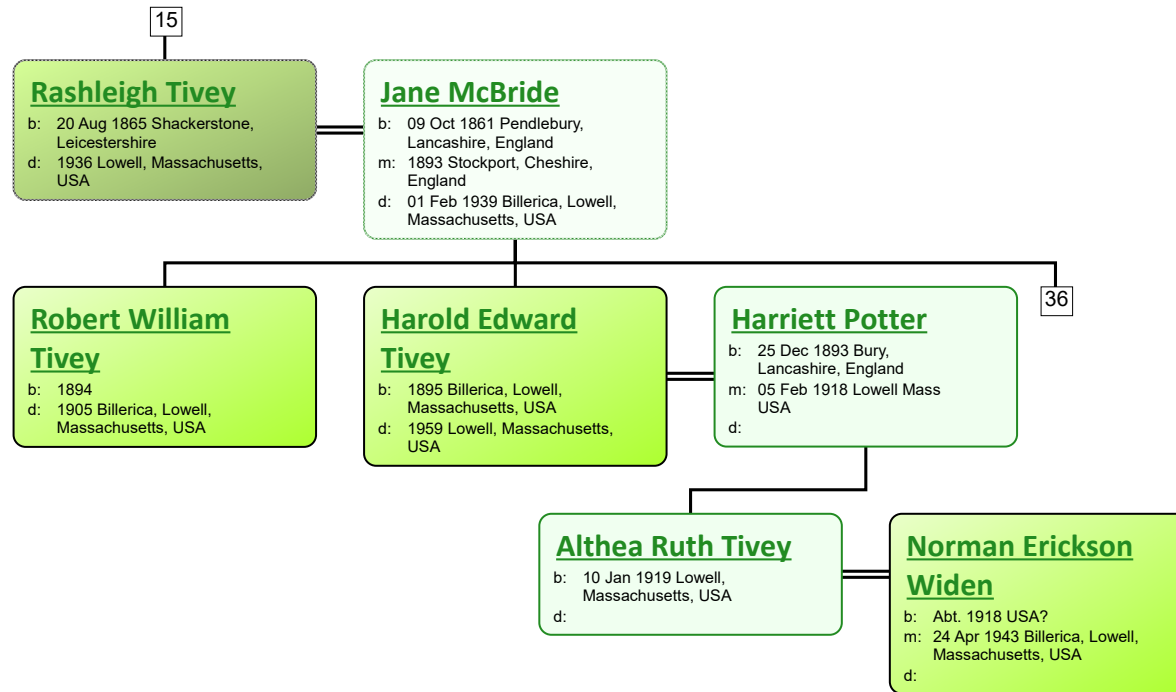 15
Rashleigh Tivey
b: 20 Aug 1865 Shackerstone,
Leicestershire
d: 1936 Lowell, Massachusetts,
USA
Jane McBride
b: 09 Oct 1861 Pendlebury,
Lancashire, England
m: 1893 Stockport, Cheshire,
England
d: 01 Feb 1939 Billerica, Lowell,
Massachusetts, USA
Robert William
Tivey
b: 1894
d: 1905 Billerica, Lowell,
Massachusetts, USA
Harold Edward
Tivey
b: 1895 Billerica, Lowell,
Massachusetts, USA
d: 1959 Lowell, Massachusetts,
USA
Harriett Potter
b: 25 Dec 1893 Bury,
Lancashire, England
m: 05 Feb 1918 Lowell Mass
USA
d:
36
Althea Ruth Tivey
b: 10 Jan 1919 Lowell,
Massachusetts, USA
d:
Norman Erickson
Widen
b: Abt. 1918 USA?
m: 24 Apr 1943 Billerica, Lowell,
Massachusetts, USA
d: